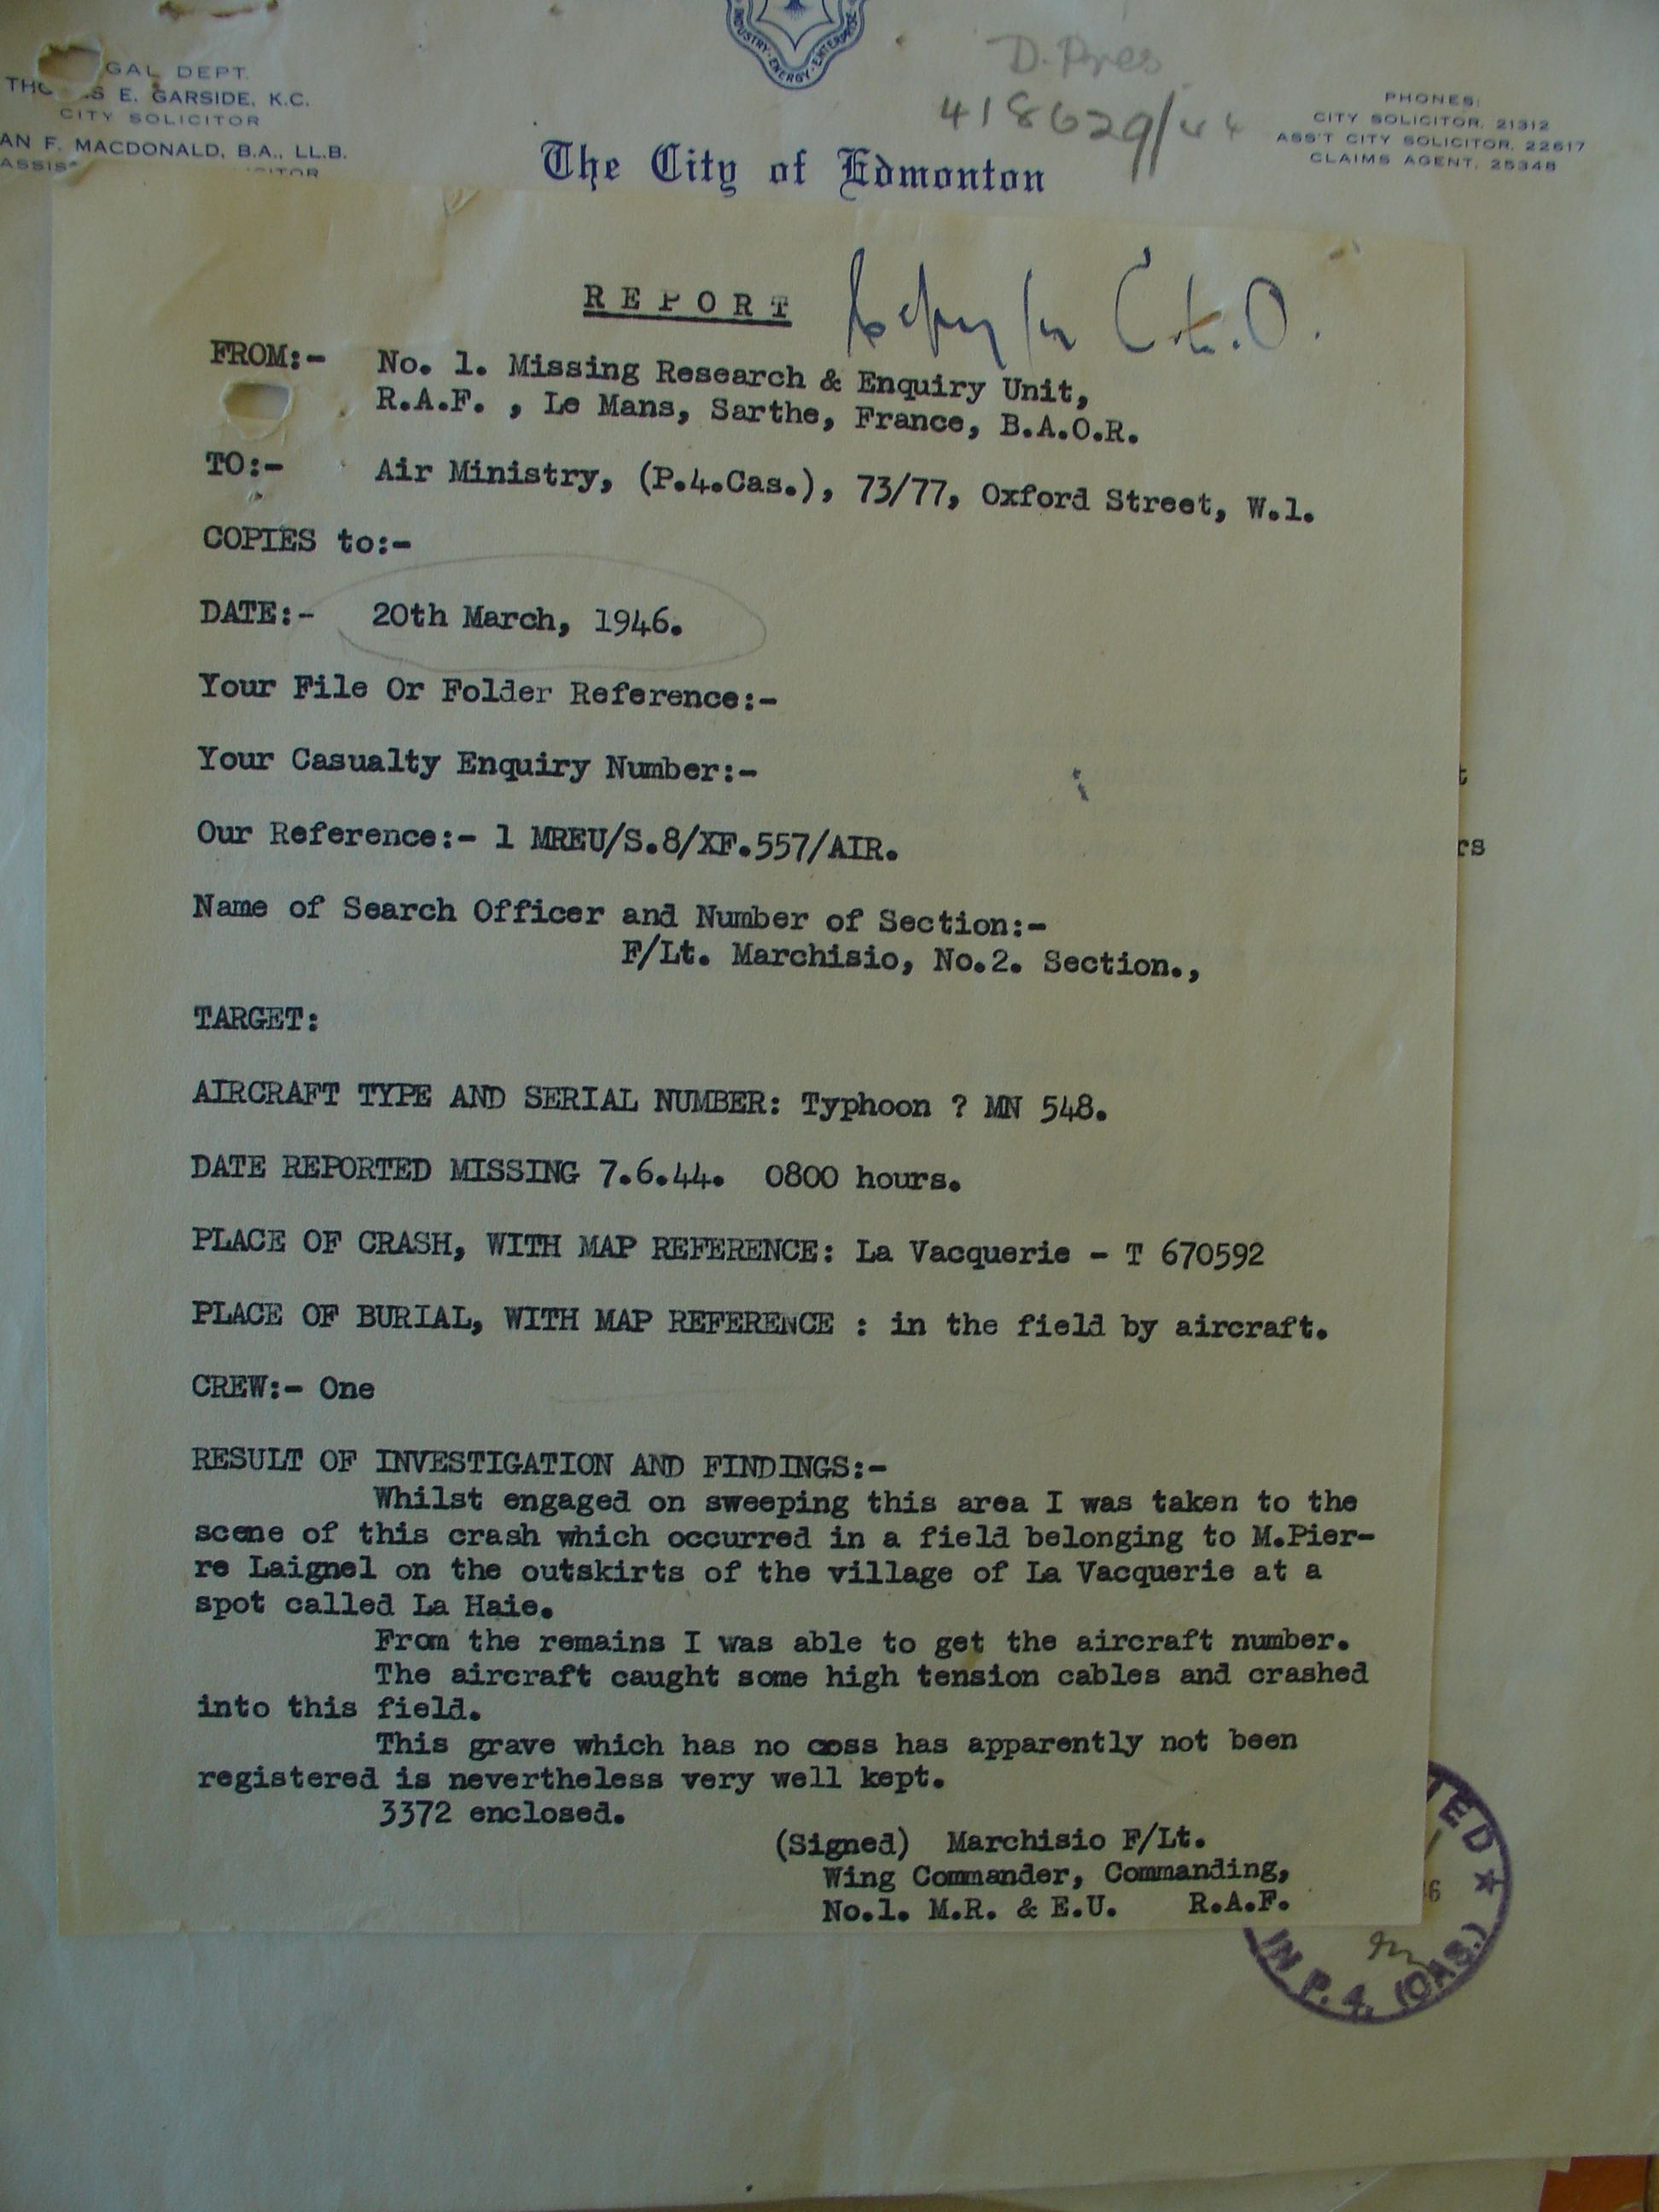 INDUSTRY · ENERGY · ENTERPRISE
GAL DEPT.
S E. GARSIDE, K.C.
CITY SOLICITOR
AN F. MACDONALD, B.A., LL.B.
D. Pres
418629/44
PHONES:
CITY SOLICITOR, 21312
ASS'T CITY SOLICITOR, 22617
CLAIMS AGENT, 25348
The City of Edmonton
REPORT
FROM:- No. 1. Missing Research & Enquiry Unit,
R.A.F. , Le Mans, Sarthe, France, B.A.O.R.
TO:- Air Ministry, (P.4.Cas.), 73/77, Oxford Street, W.1.
COPIES to:-
DATE:- 20th March, 1946.
Your File Or Folder Reference:-
Your Casualty Enquiry Number:-
Our Reference:- 1 MREU/S.8/XF.557/AIR.
Name of Search Officer and Number of Section:-
F/Lt. Marchisio, No.2. Section.,
TARGET:
AIRCRAFT TYPE AND SERIAL NUMBER: Typhoon ? MN 548.
DATE REPORTED MISSING 7.6.44. 0800 hours.
PLACE OF CRASH, WITH MAP REFERENCE: La Vacquerie - T 670592
PLACE OF BURIAL, WITH MAP REFERENCE : in the field by aircraft.
CREW:- One
RESULT OF INVESTIGATION AND FINDINGS:-
Whilst engaged on sweeping this area I was taken to the
scene of this crash which occurred in a field belonging to M.Pier-
re Laignel on the outskirts of the village of La Vacquerie at a
spot called La Haie.
From the remains I was able to get the aircraft number.
The aircraft caught some high tension cables and crashed
into this field.
This grave which has no coss has apparently not been
registered is nevertheless very well kept.
3372 enclosed.
(Signed) Marchisio F/Lt.
Wing Commander, Commanding,
No.1. M.R. & E.U. R.A.F.
IN P. 4. (CAS.)